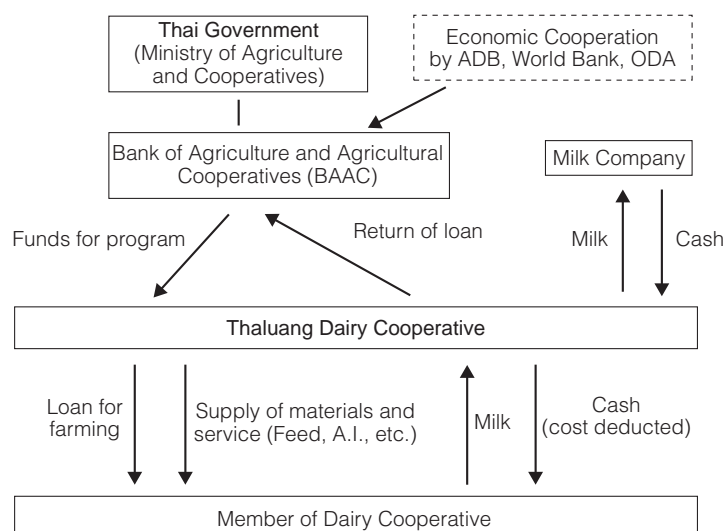 Thai Government
(Ministry of Agriculture
and Cooperatives)
Economic Cooperation
by ADB, World Bank, ODA
Bank of Agriculture and Agricultural
Cooperatives (BAAC)
Milk Company
Funds for program
Return of loan
Milk
Cash
Thaluang Dairy Cooperative
Loan for
farming
Supply of materials and
service (Feed, A.I., etc.)
Milk
Cash
(cost deducted)
Member of Dairy Cooperative